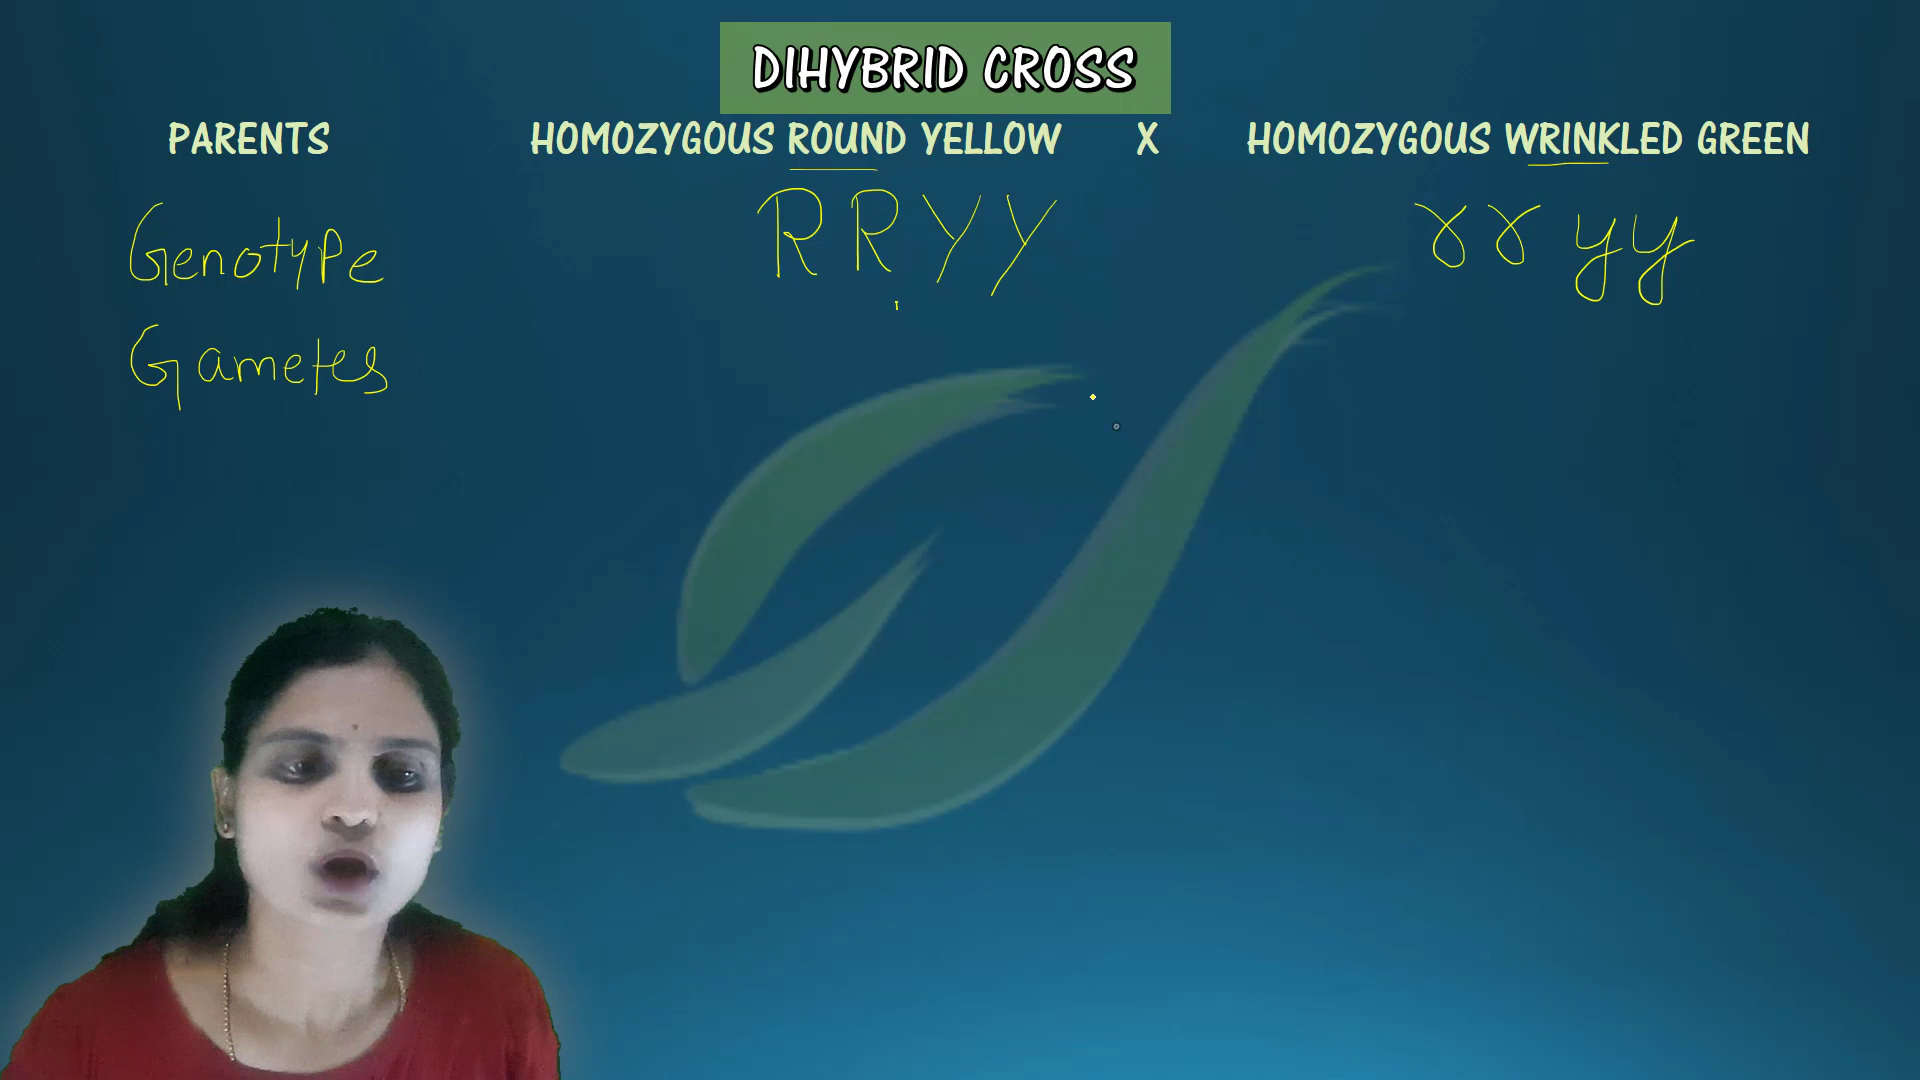 DIHYBRID CROSS
PARENTS HOMOZYGOUS ROUND YELLOW X HOMOZYGOUS WRINKLED GREEN
Genotype RRYY rryy
Gametes